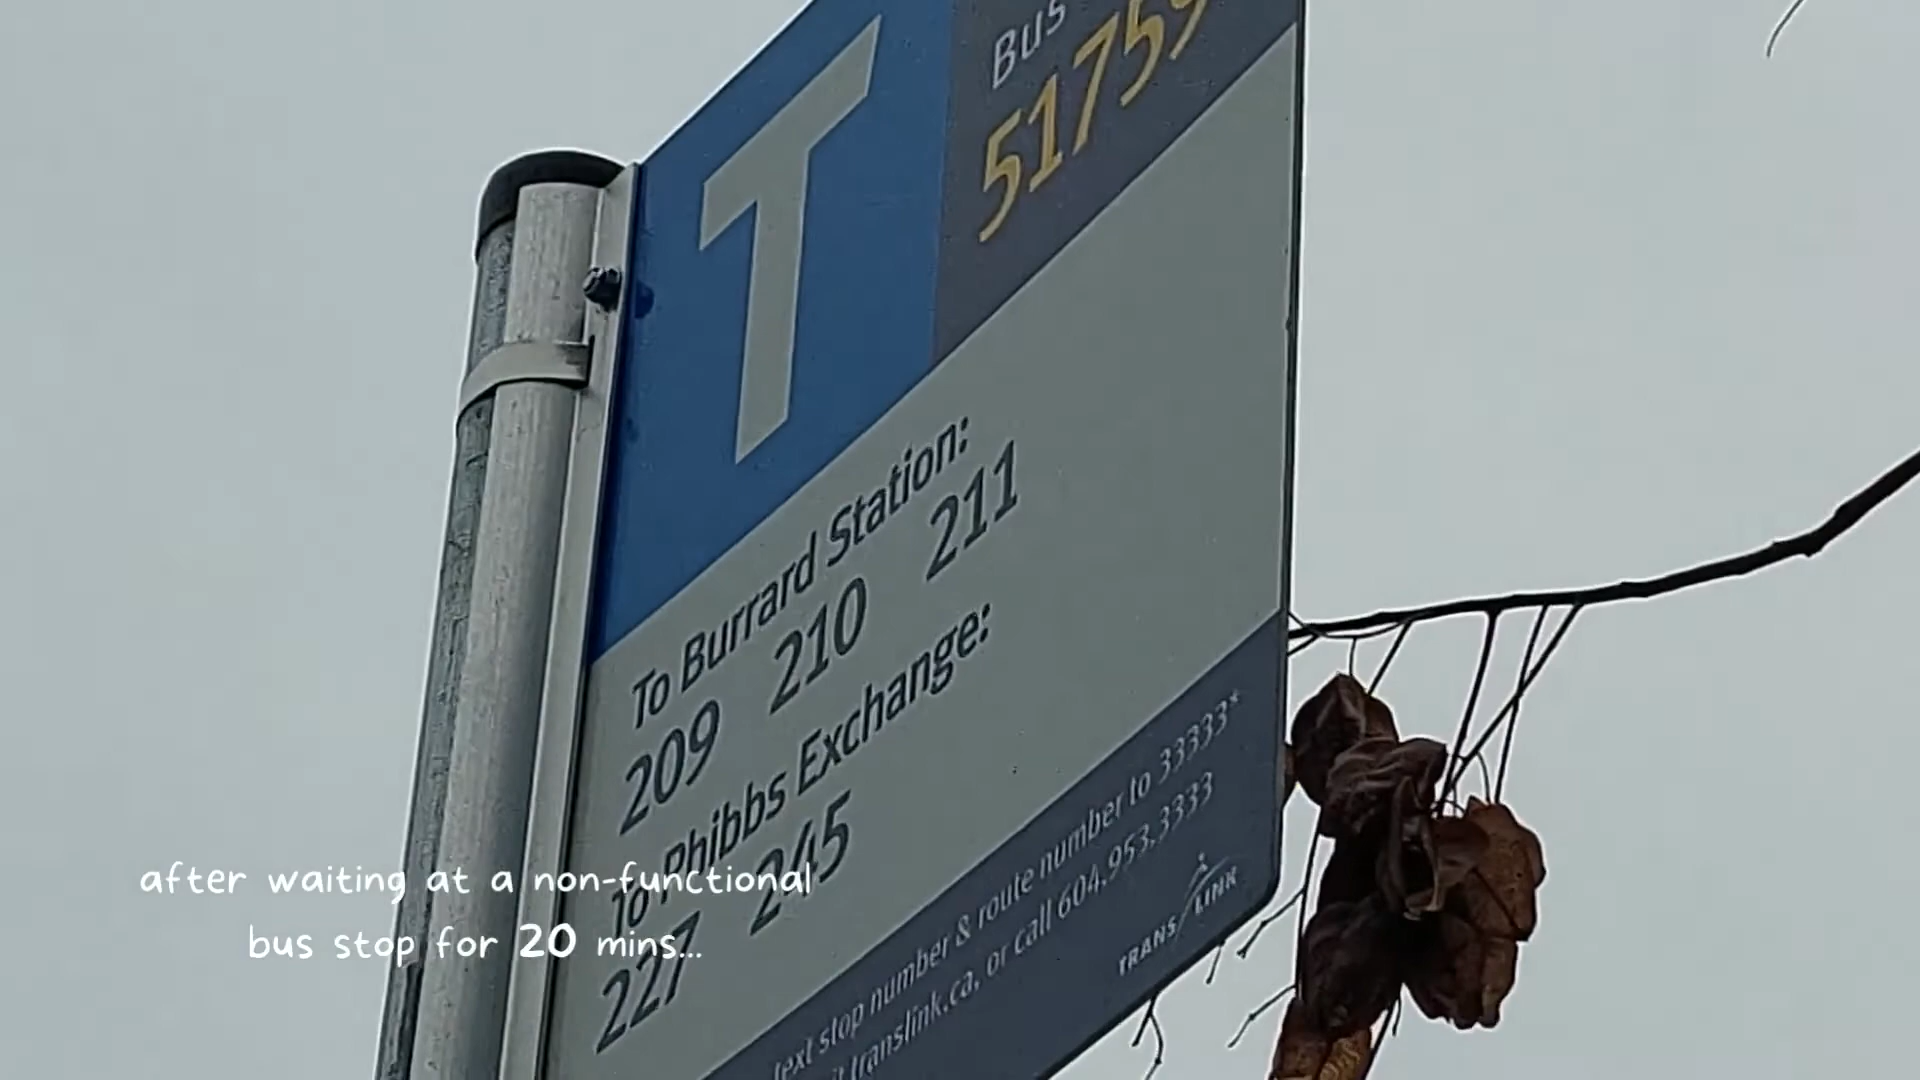 T
Bus
51759
To Burrard Station:
209 210 211
To Phibbs Exchange:
227 245
text stop number & route number to 33333*
translink.ca, or call 604.953.3333
TRANS LINK
after waiting at a non-functional
bus stop for 20 mins...